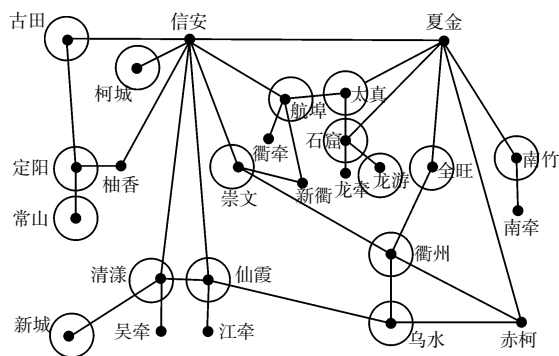 古田
信安
夏金
柯城
航埠
太真
衢牵
石窟
定阳
柚香
崇文
新衢
龙牵
龙游
全旺
南竹
常山
南牵
清漾
仙霞
衢州
新城
吴牵
江牵
乌水
赤柯